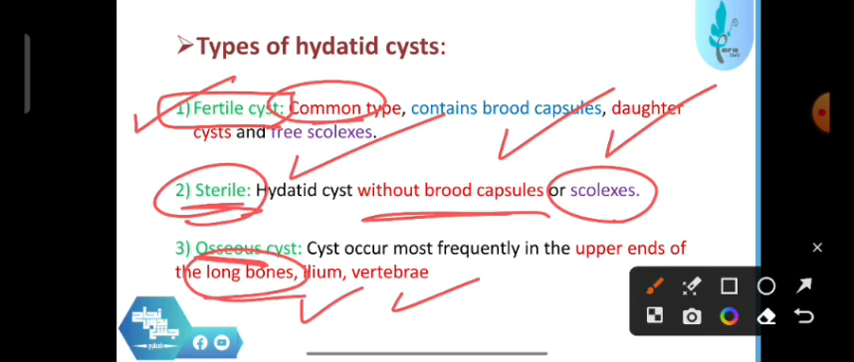 ➤Types of hydatid cysts:
1) Fertile cyst: Common type, contains brood capsules, daughter
cysts and free scolexes.
2) Sterile: Hydatid cyst without brood capsules or scolexes.
3) Osseous cyst: Cyst occur most frequently in the upper ends of
the long bones, ilium, vertebrae